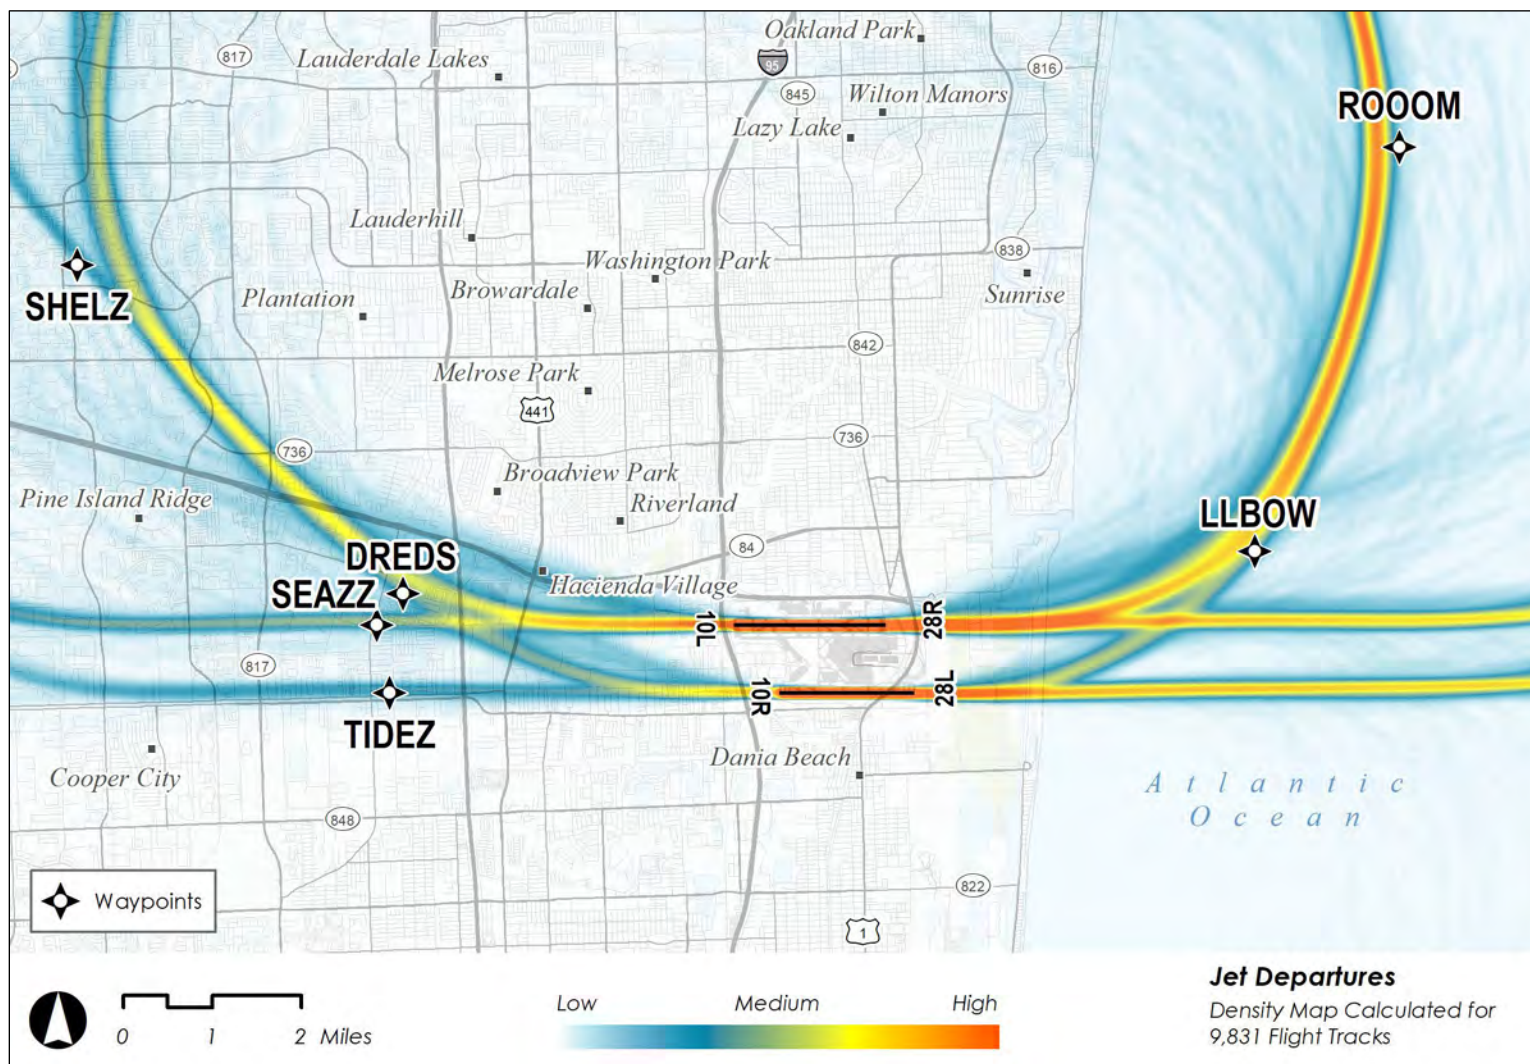 Oakland Park
817
Lauderdale Lakes
95
816
845
Wilton Manors
ROOOM
Lazy Lake
Lauderhill
838
Washington Park
SHELZ
Plantation
Browardale
Sunrise
842
Melrose Park
441
736
736
Broadview Park
Pine Island Ridge
Riverland
LLBOW
84
DREDS
SEAZZ
Hacienda Village
10L
28R
817
10R
28L
TIDEZ
Dania Beach
Cooper City
Atlantic
Ocean
848
822
Waypoints
1
Jet Departures
Low Medium High
Density Map Calculated for
0 1 2 Miles
9,831 Flight Tracks